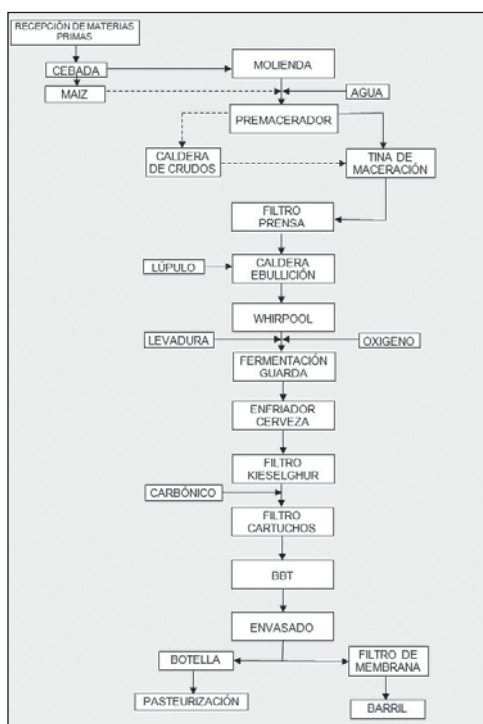 RECEPCIÓN DE MATERIAS
PRIMAS
CEBADA
MOLIENDA
MAIZ
AGUA
PREMACERADOR
CALDERA
DE CRUDOS
TINA DE
MACERACIÓN
FILTRO
PRENSA
LÚPULO
CALDERA
EBULLICIÓN
WHIRPOOL
LEVADURA
OXIGENO
FERMENTACIÓN
GUARDA
ENFRIADOR
CERVEZA
FILTRO
KIESELGHUR
CARBÓNICO
FILTRO
CARTUCHOS
BBT
ENVASADO
BOTELLA
FILTRO DE
MEMBRANA
PASTEURIZACIÓN
BARRIL